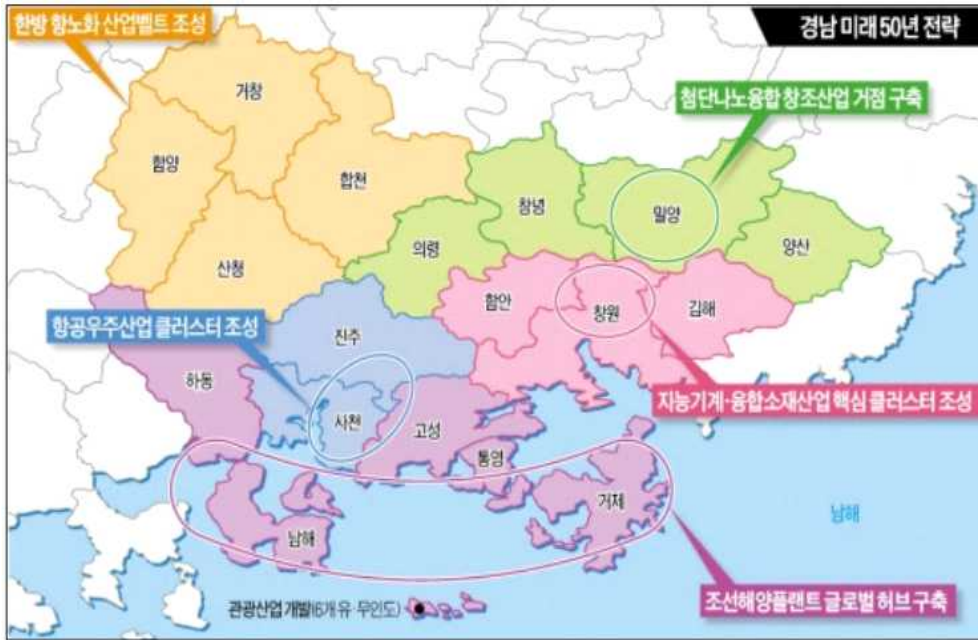 한방 항노화 산업벨트 조성
경남 미래 50년 전략
거창
첨단나노융합 창조산업 거점 구축
함양
합천
창녕
밀양
의령
양산
산청
함안
창원
김해
항공우주산업 클러스터 조성
진주
하동
지능기계·융합소재산업 핵심 클러스터 조성
사천
고성
통영
거제
남해
남해
관광산업 개발(6개 유·무인도)
조선해양플랜트 글로벌 허브 구축